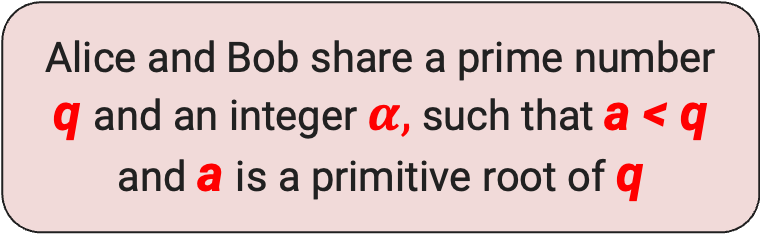 Alice and Bob share a prime number
q and an integer α, such that a < q
and a is a primitive root of q